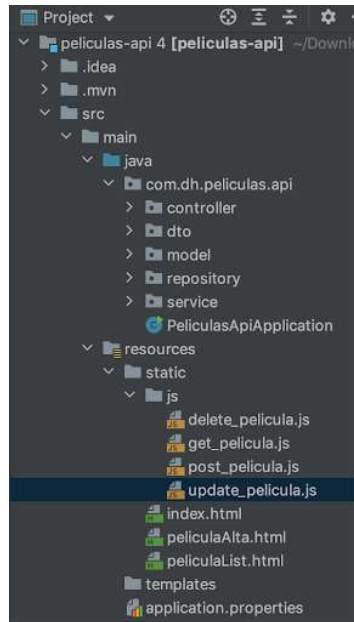 Project
peliculas-api 4 [peliculas-api] ~/Downl
.idea
.mvn
src
main
java
com.dh.peliculas.api
controller
dto
model
repository
service
PeliculasApiApplication
resources
static
js
delete_pelicula.js
get_pelicula.js
post_pelicula.js
update_pelicula.js
index.html
peliculaAlta.html
peliculaList.html
templates
application.properties